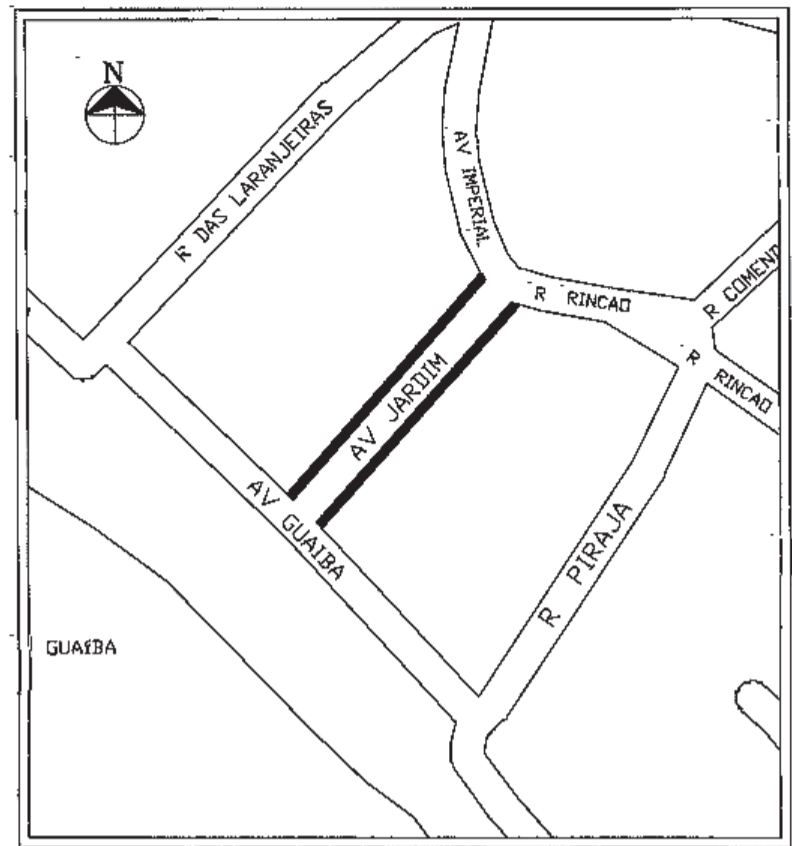 N
R DAS LARANJEIRAS
AV IMPERIAL
R RINCAO
R COMEND
R RINCAO
AV JARDIM
AV GUAIBA
R PIRAJA
GUAÍBA